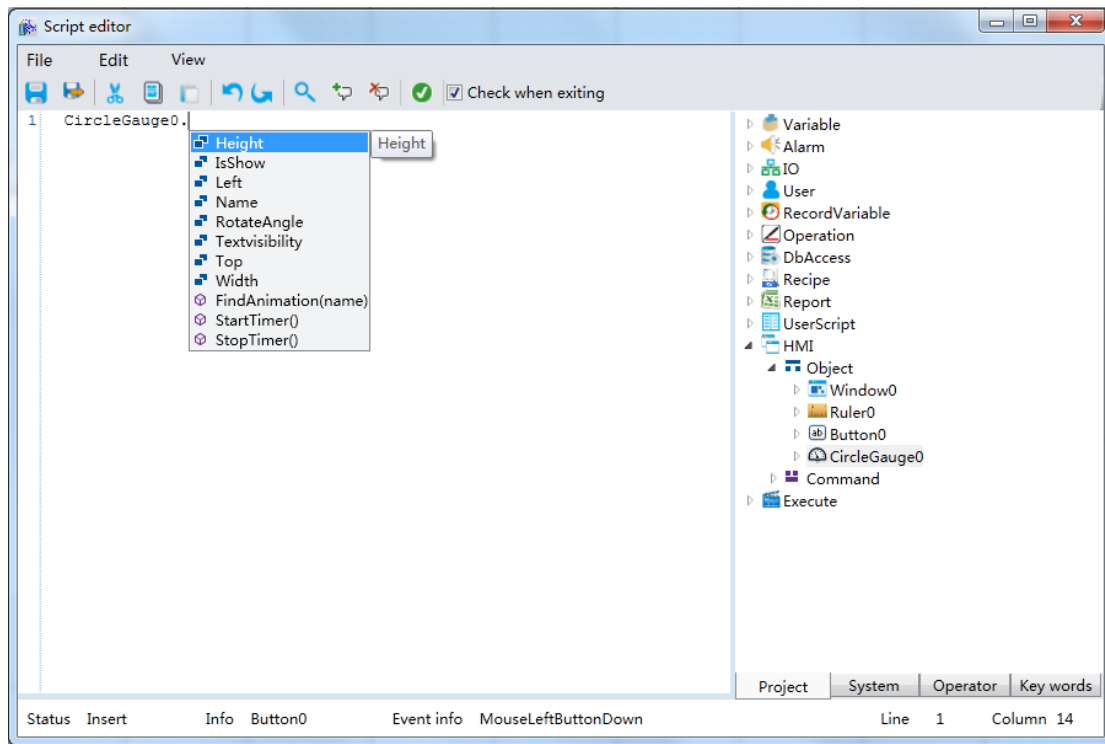 Script editor
File Edit View
Check when exiting
1 CircleGauge0.
Height Height
IsShow
Left
Name
RotateAngle
Textvisibility
Top
Width
FindAnimation(name)
StartTimer()
StopTimer()
Variable
Alarm
IO
User
RecordVariable
Operation
DbAccess
Recipe
Report
UserScript
HMI
Object
Window0
Ruler0
ab Button0
CircleGauge0
Command
Execute
Project System Operator Key words
Status Insert Info Button0 Event info MouseLeftButtonDown Line 1 Column 14